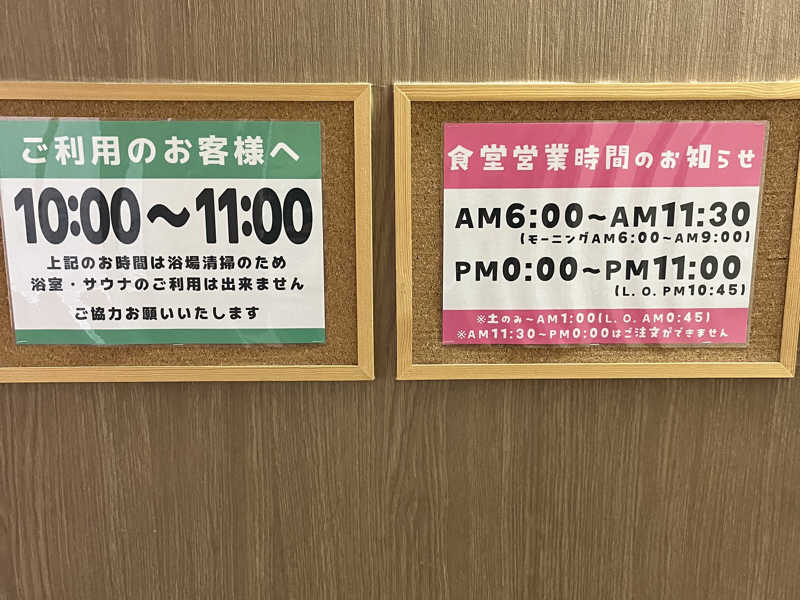 ご利用のお客様へ
10:00〜11:00
上記のお時間は浴場清掃のため
浴室・サウナのご利用は出来ません
ご協力お願いいたします
食堂営業時間のお知らせ
AM6:00〜AM11:30
(モーニングAM6:00〜AM9:00)
PM0:00〜PM11:00
(L. O. PM10:45)
※土のみ〜AM1:00(L. O. AM0:45)
※AM11:30〜PM0:00はご注文ができません